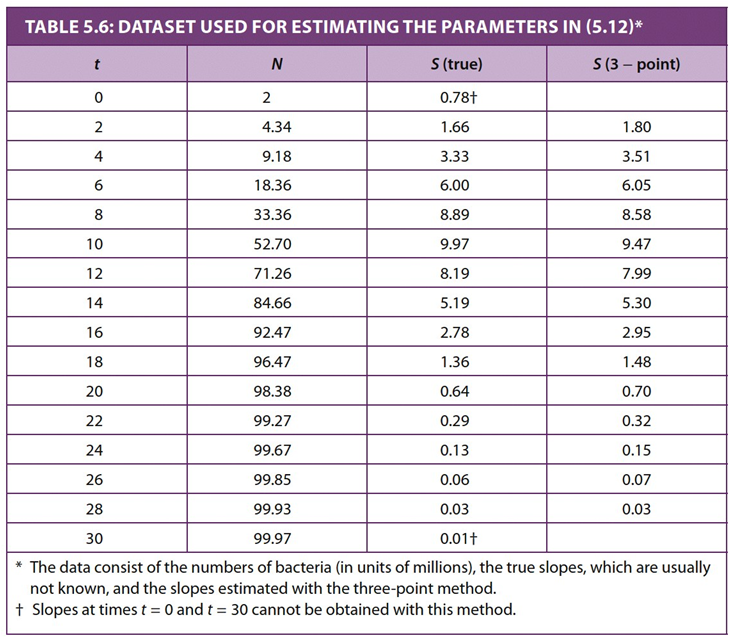 TABLE 5.6: DATASET USED FOR ESTIMATING THE PARAMETERS IN (5.12)*
t N S (true) S (3 – point)
0 2 0.78†
2 4.34 1.66 1.80
4 9.18 3.33 3.51
6 18.36 6.00 6.05
8 33.36 8.89 8.58
10 52.70 9.97 9.47
12 71.26 8.19 7.99
14 84.66 5.19 5.30
16 92.47 2.78 2.95
18 96.47 1.36 1.48
20 98.38 0.64 0.70
22 99.27 0.29 0.32
24 99.67 0.13 0.15
26 99.85 0.06 0.07
28 99.93 0.03 0.03
30 99.97 0.01†
* The data consist of the numbers of bacteria (in units of millions), the true slopes, which are usually
not known, and the slopes estimated with the three-point method.
† Slopes at times t = 0 and t = 30 cannot be obtained with this method.